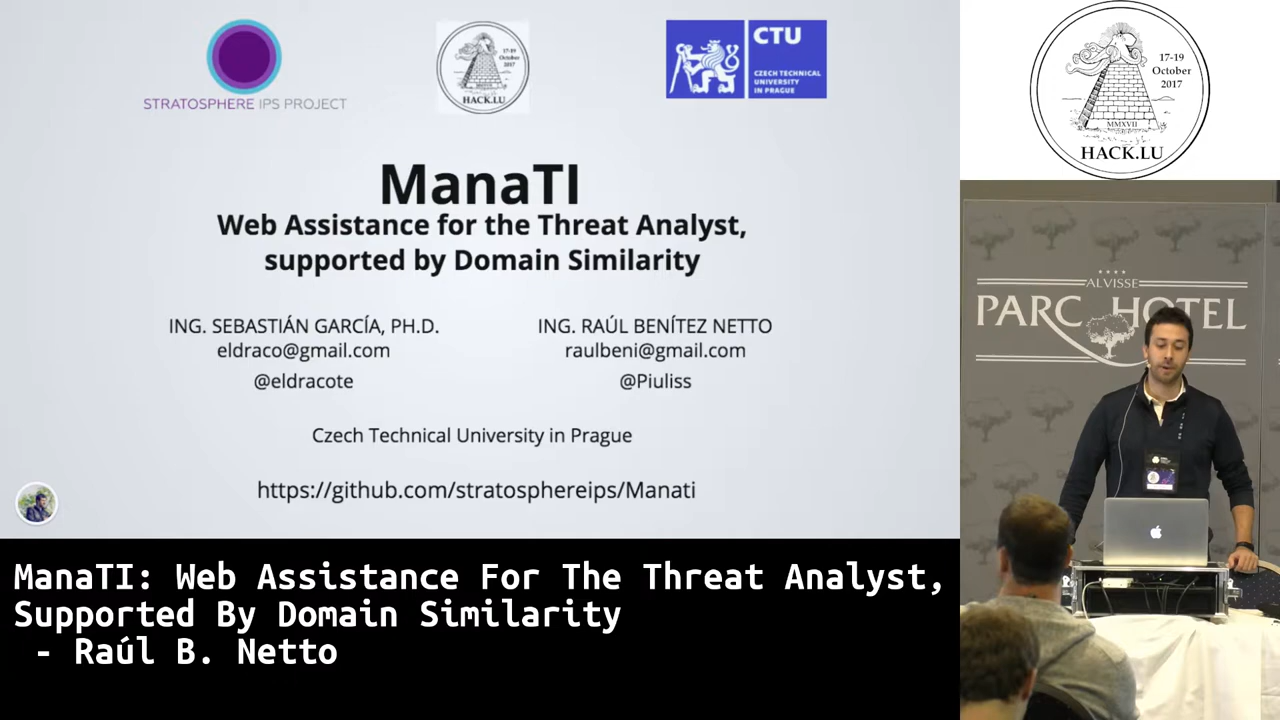 STRATOSPHERE IPS PROJECT
17-19
October
2017
HACK.LU
CTU
CZECH TECHNICAL
UNIVERSITY
IN PRAGUE
ManaTI
Web Assistance for the Threat Analyst,
supported by Domain Similarity
ING. SEBASTIÁN GARCÍA, PH.D.
eldraco@gmail.com
@eldracote
ING. RAÚL BENÍTEZ NETTO
raulbeni@gmail.com
@Piuliss
Czech Technical University in Prague
https://github.com/stratosphereips/Manati
ManaTI: Web Assistance For The Threat Analyst,
Supported By Domain Similarity
- Raúl B. Netto
17-19
October
2017
MMXVII
HACK.LU
ALVISSE
PARC HOTEL